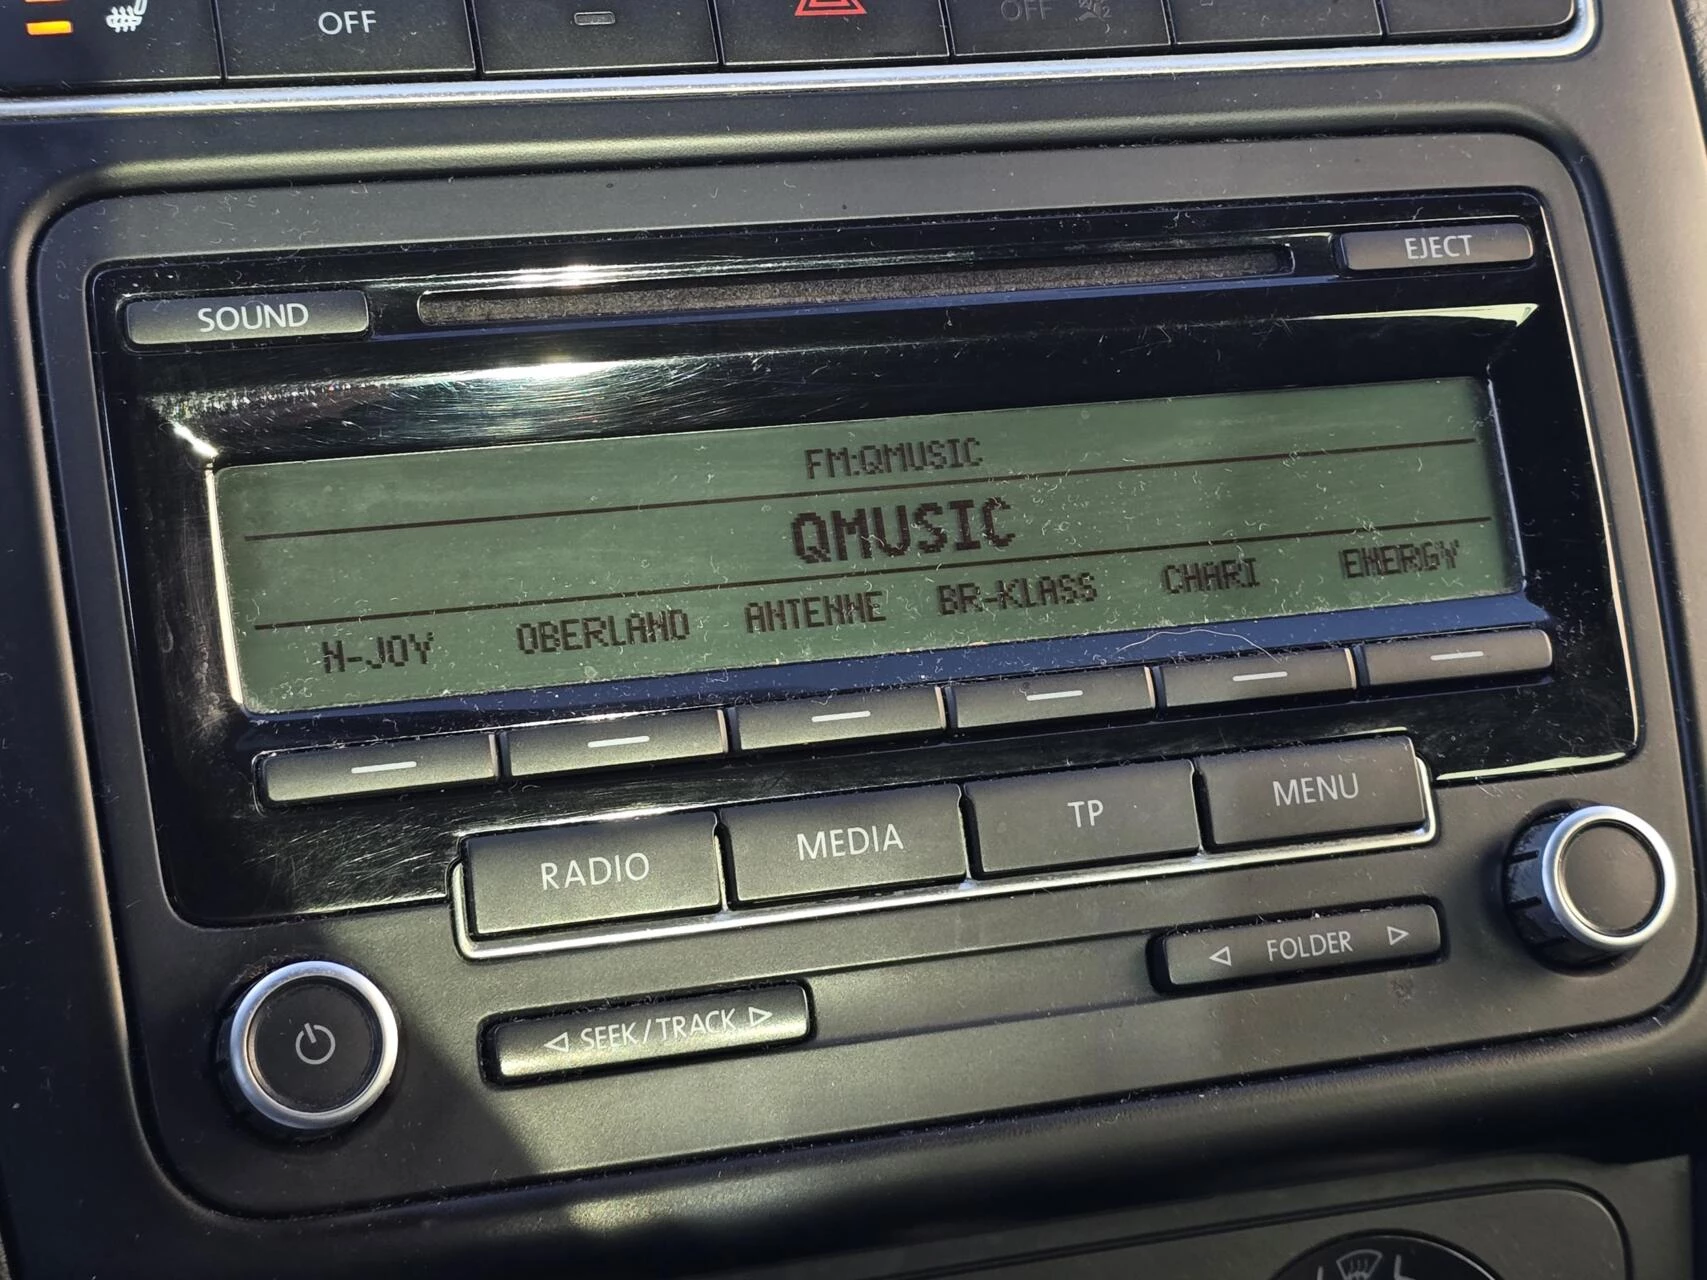 OFF
OFF
SOUND
EJECT
FM:QMUSIC
QMUSIC
N-JOY OBERLAND ANTENNE BR-KLASS CHARI ENERGY
RADIO MEDIA TP MENU
FOLDER
SEEK/TRACK